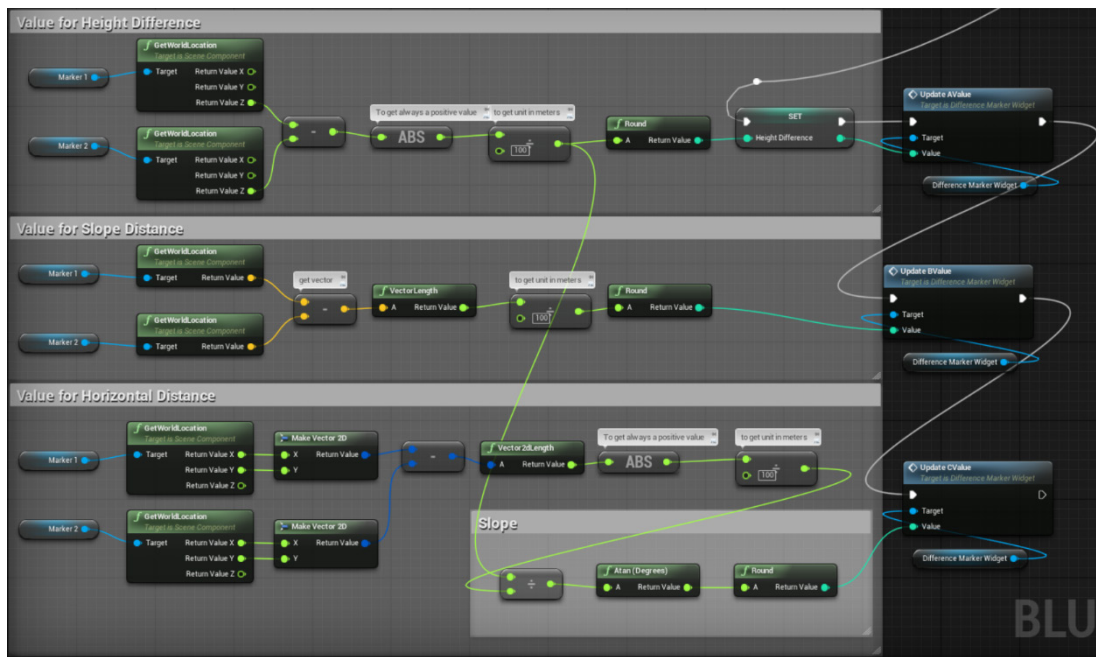 Value for Height Difference
GetWorldLocation
Target is Scene Component
Marker 1
Target
Return Value X
Return Value Y
Return Value Z
GetWorldLocation
Target is Scene Component
Marker 2
Target
Return Value X
Return Value Y
Return Value Z
-
To get always a positive value
ABS
to get unit in meters
÷
100
Round
A
Return Value
SET
Height Difference
Update AValue
Target is Difference Marker Widget
Target
Value
Difference Marker Widget
Value for Slope Distance
GetWorldLocation
Target is Scene Component
Marker 1
Target
Return Value
GetWorldLocation
Target is Scene Component
Marker 2
Target
Return Value
get vector
-
VectorLength
A
Return Value
to get unit in meters
÷
100
Round
A
Return Value
Update BValue
Target is Difference Marker Widget
Target
Value
Difference Marker Widget
Value for Horizontal Distance
GetWorldLocation
Target is Scene Component
Marker 1
Target
Return Value X
Return Value Y
Return Value Z
Make Vector 2D
X
Return Value
Y
GetWorldLocation
Target is Scene Component
Marker 2
Target
Return Value X
Return Value Y
Return Value Z
Make Vector 2D
X
Return Value
Y
-
Vector2dLength
A
Return Value
To get always a positive value
ABS
to get unit in meters
÷
100
Slope
÷
Atan (Degrees)
A
Return Value
Round
A
Return Value
Update CValue
Target is Difference Marker Widget
Target
Value
Difference Marker Widget
BLU